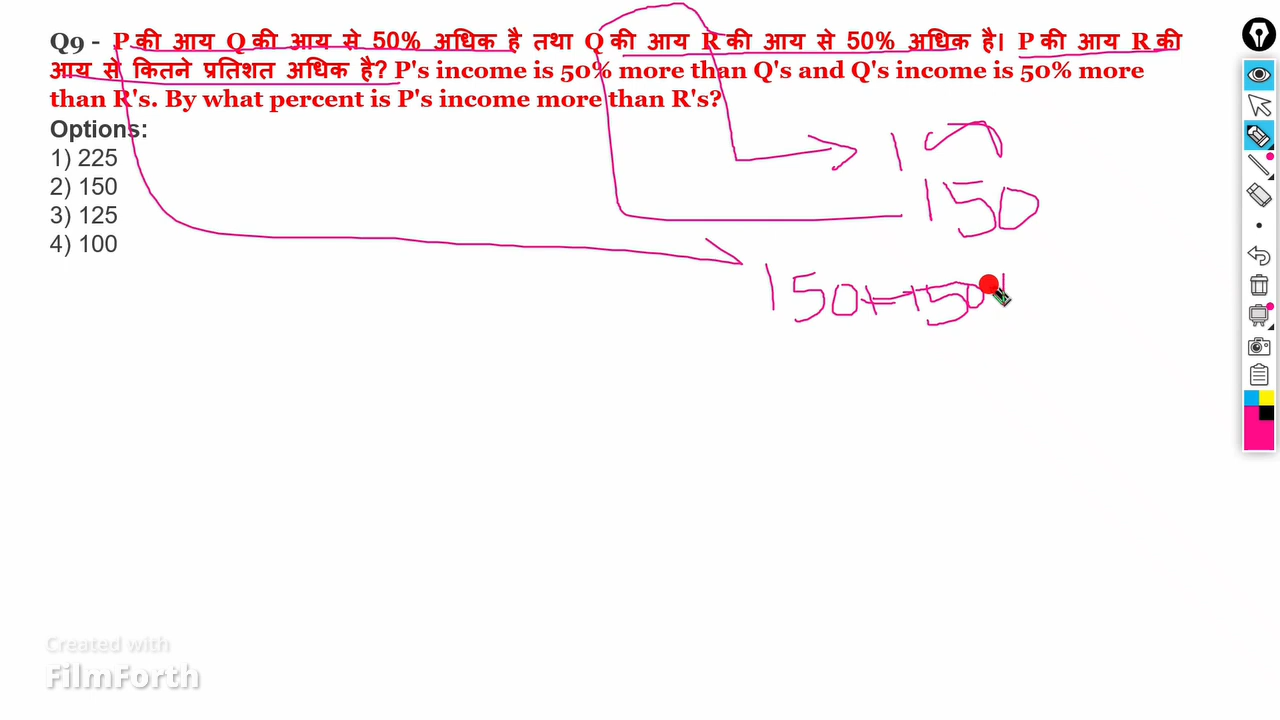 Q9 - P की आय Q की आय से 50% अधिक है तथा Q की आय R की आय से 50% अधिक है। P की आय R की
आय से कितने प्रतिशत अधिक है? P's income is 50% more than Q's and Q's income is 50% more
than R's. By what percent is P's income more than R's?
Options:
1) 225
2) 150
3) 125
4) 100
150
150+150
Created with
FilmForth